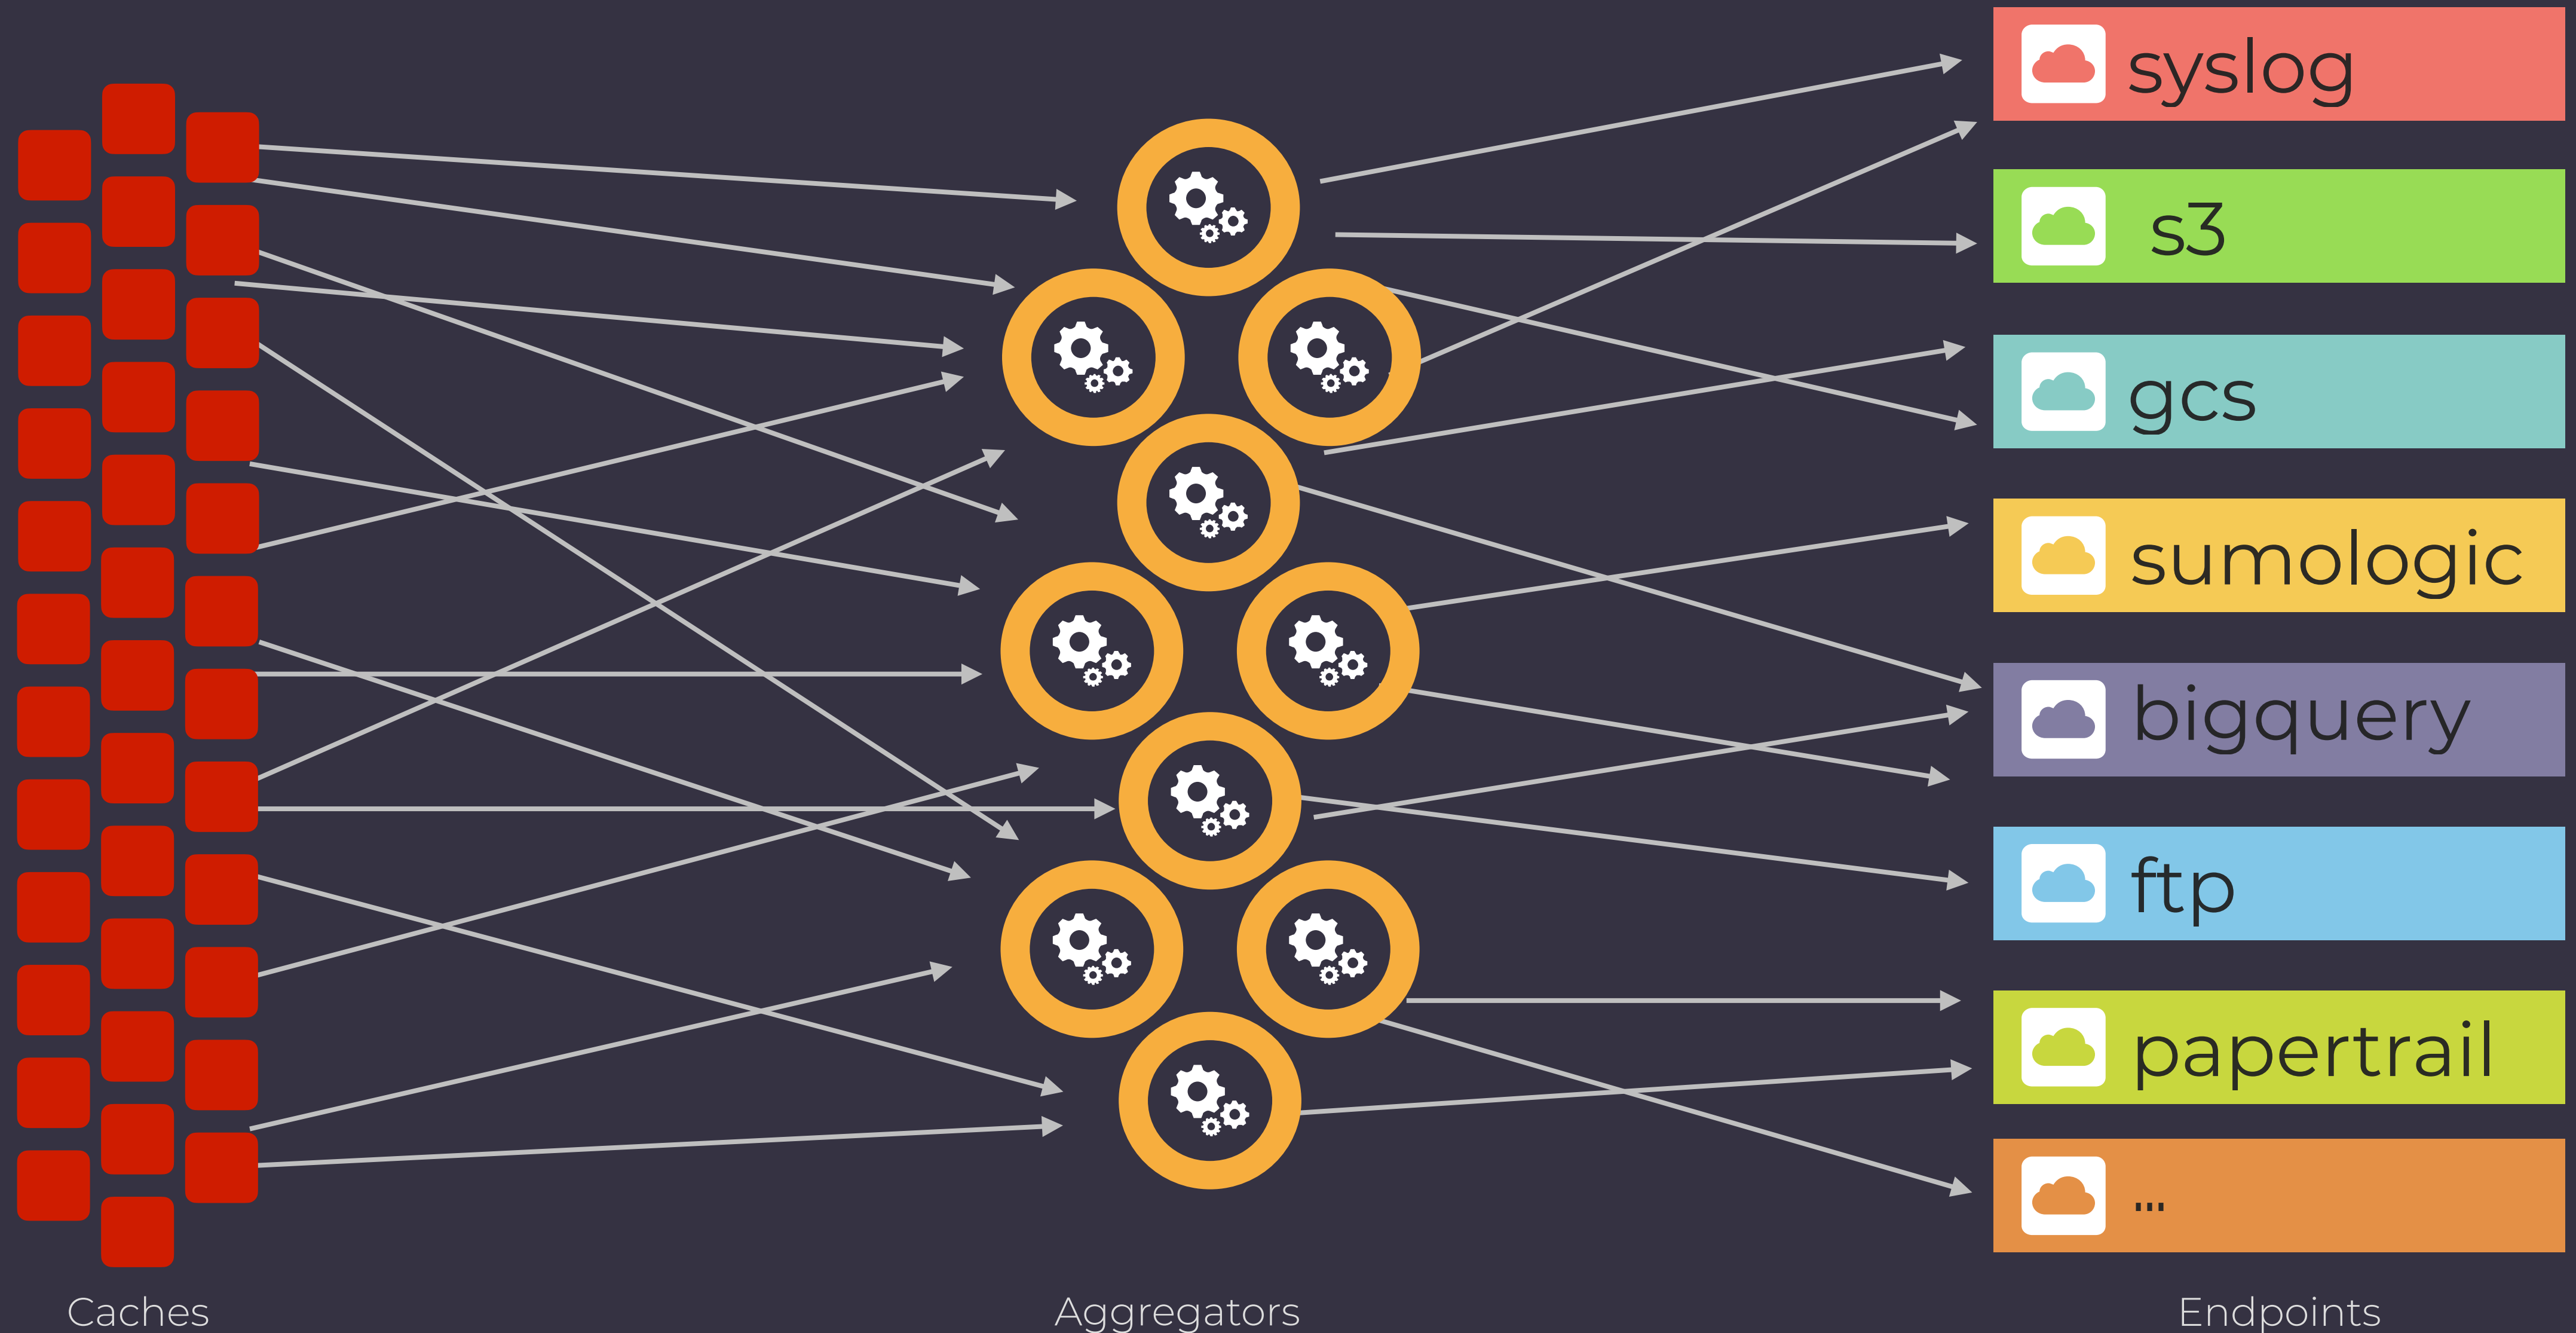 syslog
s3
gcs
sumologic
bigquery
ftp
papertrail
...
Caches
Aggregators
Endpoints